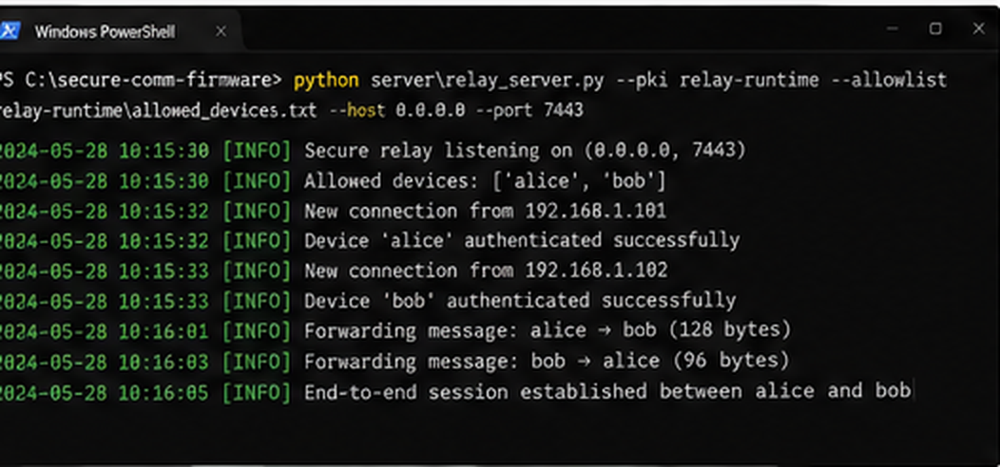 Windows PowerShell
PS C:\secure-comm-firmware> python server\relay_server.py --pki relay-runtime --allowlist
relay-runtime\allowed_devices.txt --host 0.0.0.0 --port 7443
2024-05-28 10:15:30 [INFO] Secure relay listening on (0.0.0.0, 7443)
2024-05-28 10:15:30 [INFO] Allowed devices: ['alice', 'bob']
2024-05-28 10:15:32 [INFO] New connection from 192.168.1.101
2024-05-28 10:15:32 [INFO] Device 'alice' authenticated successfully
2024-05-28 10:15:33 [INFO] New connection from 192.168.1.102
2024-05-28 10:15:33 [INFO] Device 'bob' authenticated successfully
2024-05-28 10:16:01 [INFO] Forwarding message: alice → bob (128 bytes)
2024-05-28 10:16:03 [INFO] Forwarding message: bob → alice (96 bytes)
2024-05-28 10:16:05 [INFO] End-to-end session established between alice and bob